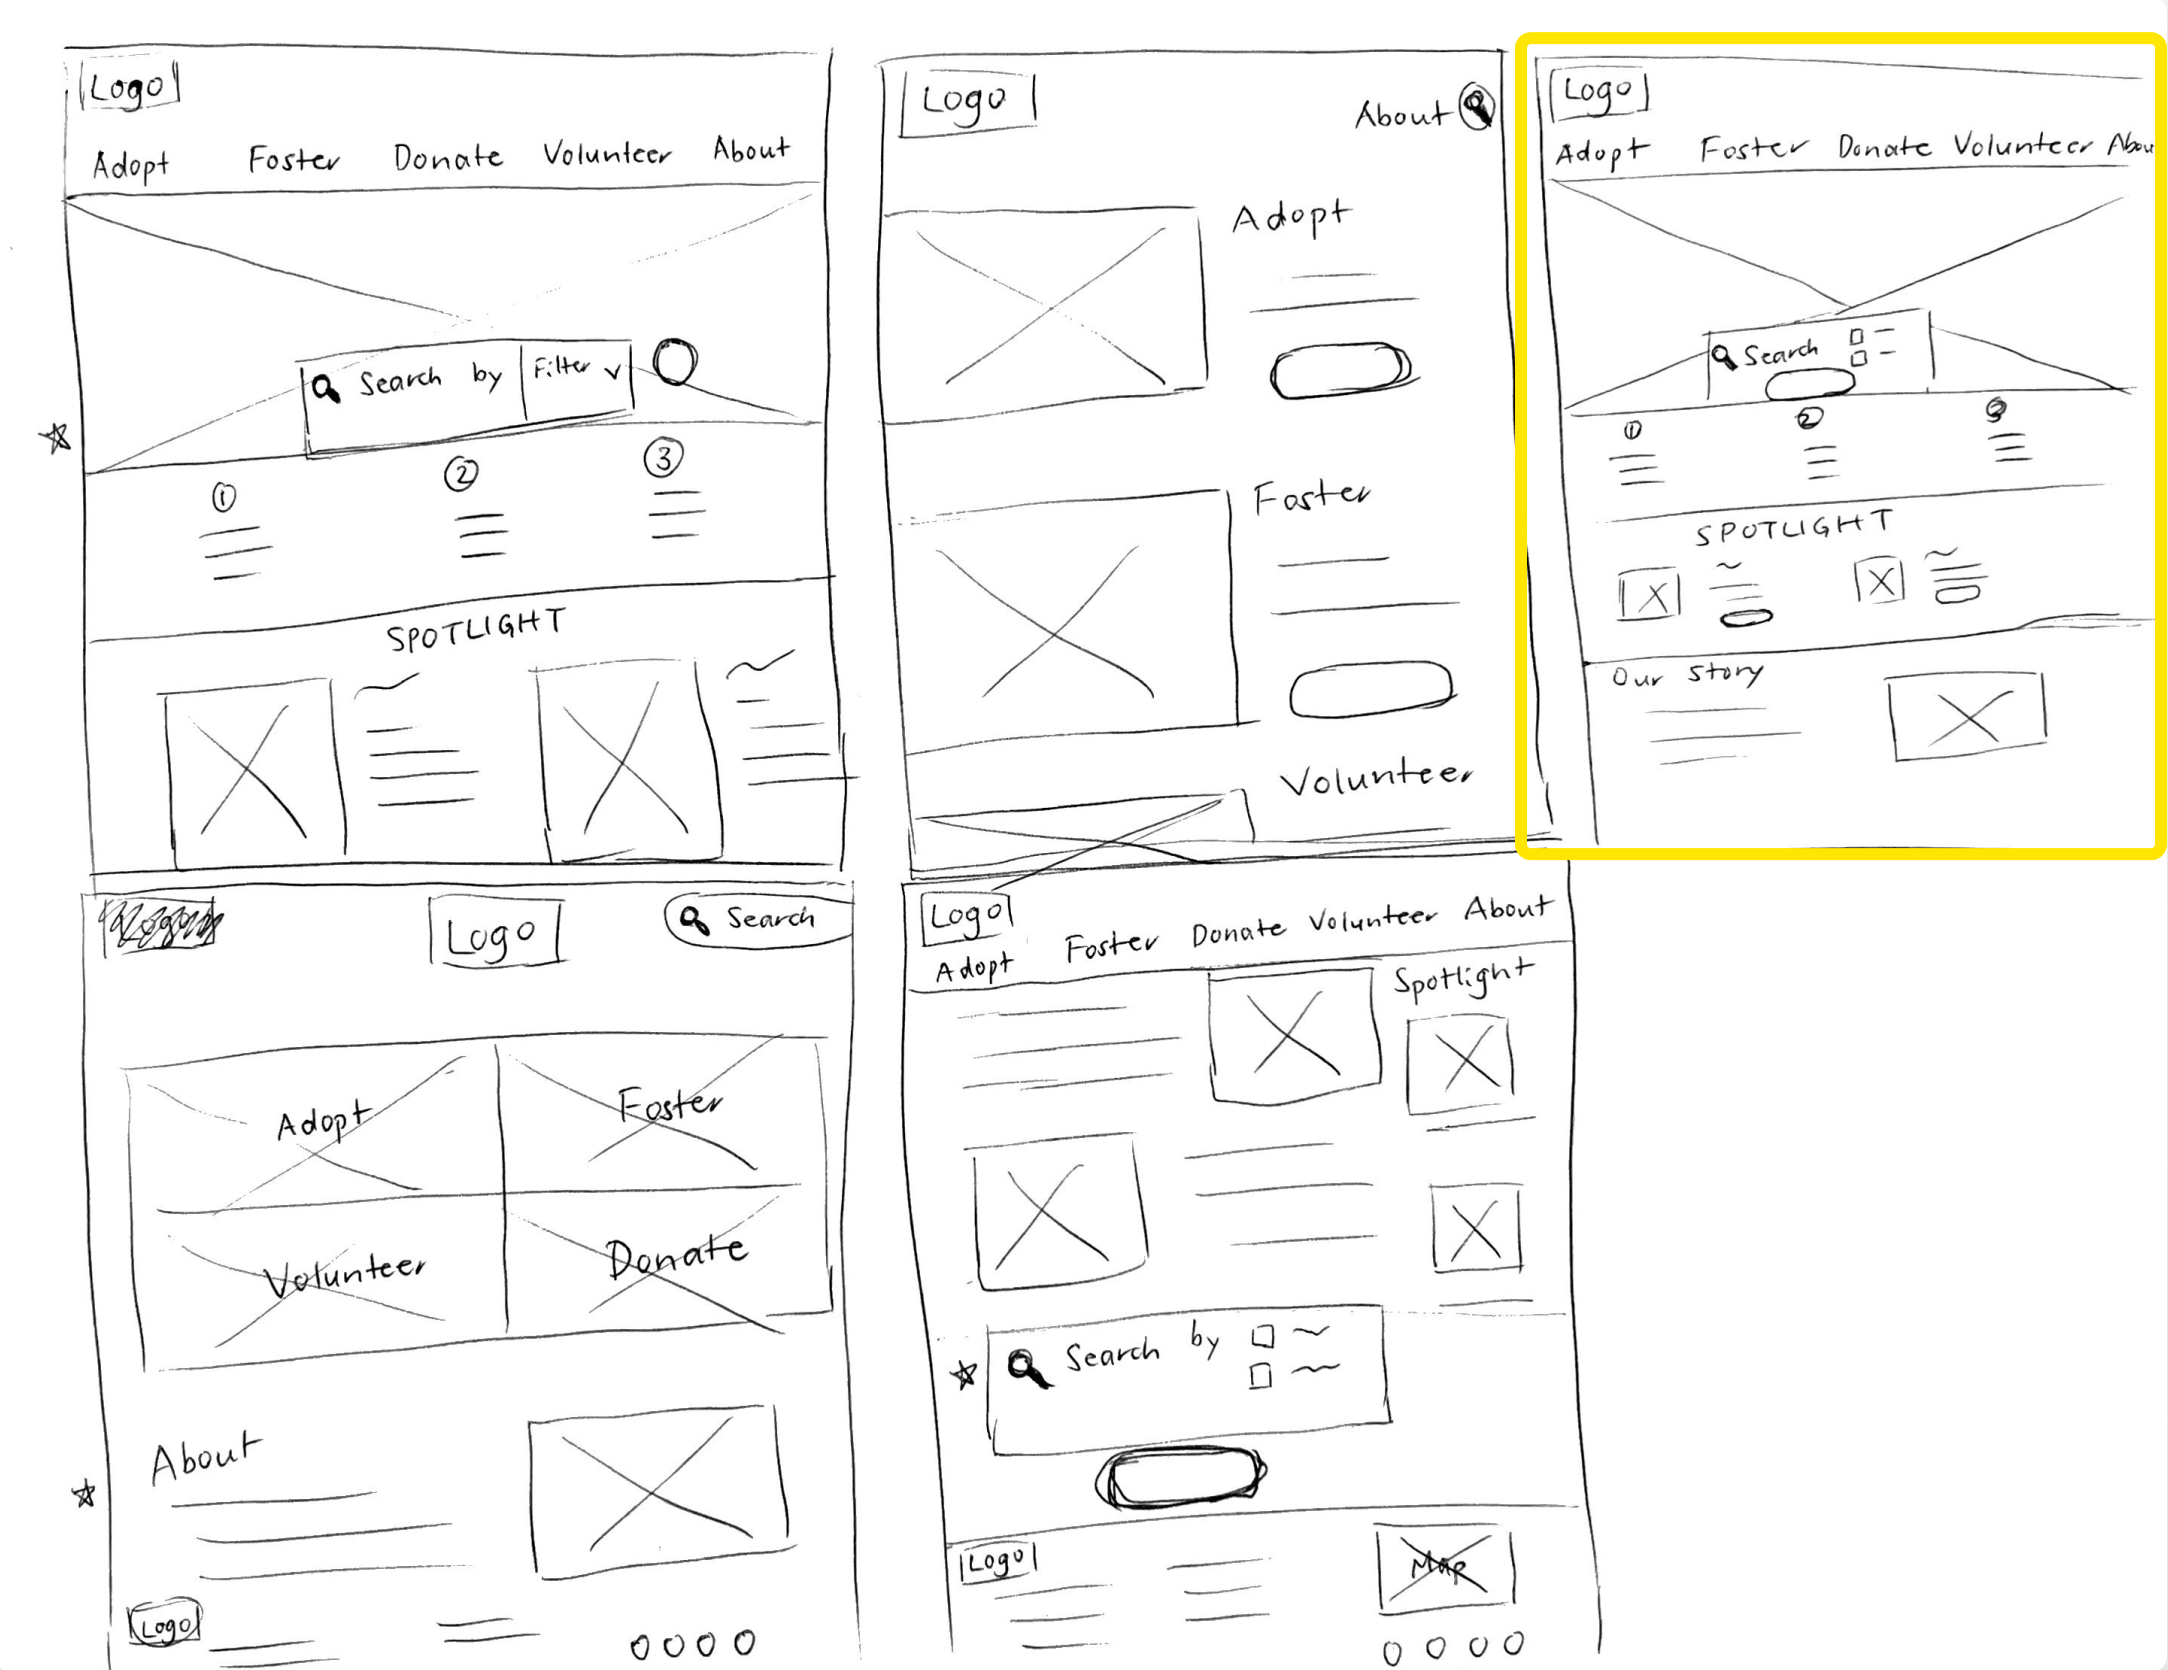 Logo
Adopt Foster Donate Volunteer About
Search by Filter
1 2 3
SPOTLIGHT
Logo
About
Adopt
Foster
Volunteer
Logo
Adopt Foster Donate Volunteer Abou
Search
1 2 3
SPOTLIGHT
Our Story
Logo
Search
Adopt
Foster
Volunteer
Donate
About
Logo
Logo
Adopt Foster Donate Volunteer About
Spotlight
Search by
Logo
Map